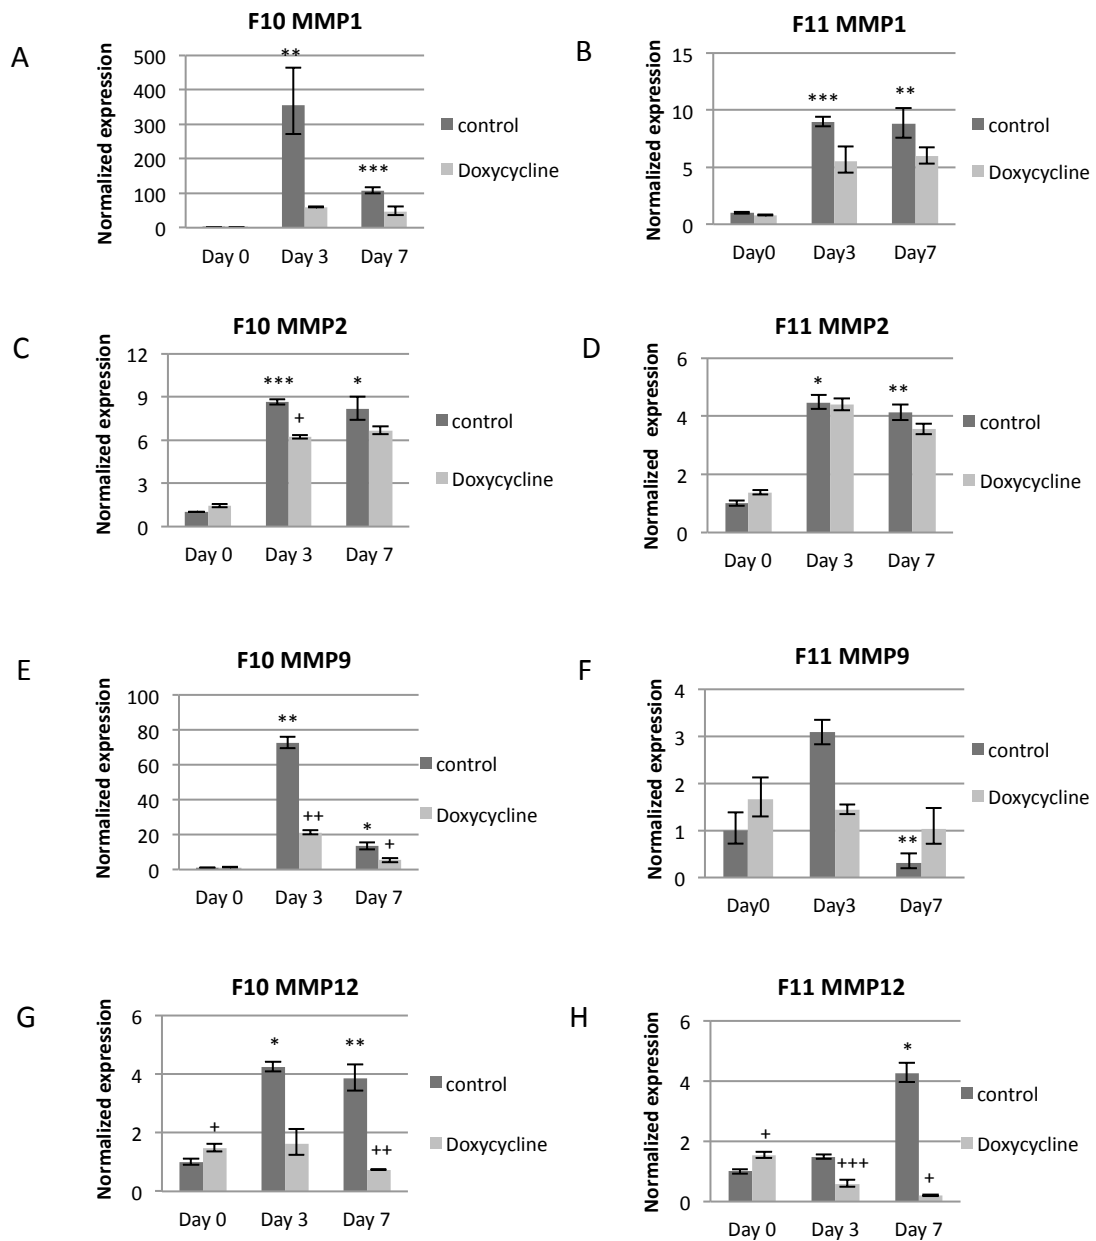 A
F10 MMP1
Normalized expression
500
400
300
200
100
0
**
***
Day 0 Day 3 Day 7
control
Doxycycline
B
F11 MMP1
Normalized expression
15
10
5
0
***
**
Day0 Day3 Day7
control
Doxycycline
C
F10 MMP2
Normalized expression
12
9
6
3
0
***
+
*
Day 0 Day 3 Day 7
control
Doxycycline
D
F11 MMP2
Normalized expression
6
4
2
0
*
**
Day 0 Day 3 Day 7
control
Doxycycline
E
F10 MMP9
Normalized expression
100
80
60
40
20
0
**
++
*
+
Day 0 Day 3 Day 7
control
Doxycycline
F
F11 MMP9
Normalized expression
4
3
2
1
0
**
Day0 Day3 Day7
control
Doxycycline
G
F10 MMP12
Normalized expression
6
4
2
0
+
*
**
++
Day 0 Day 3 Day 7
control
Doxycycline
H
F11 MMP12
Normalized expression
6
4
2
0
+
+++
*
+
Day 0 Day 3 Day 7
control
Doxycycline